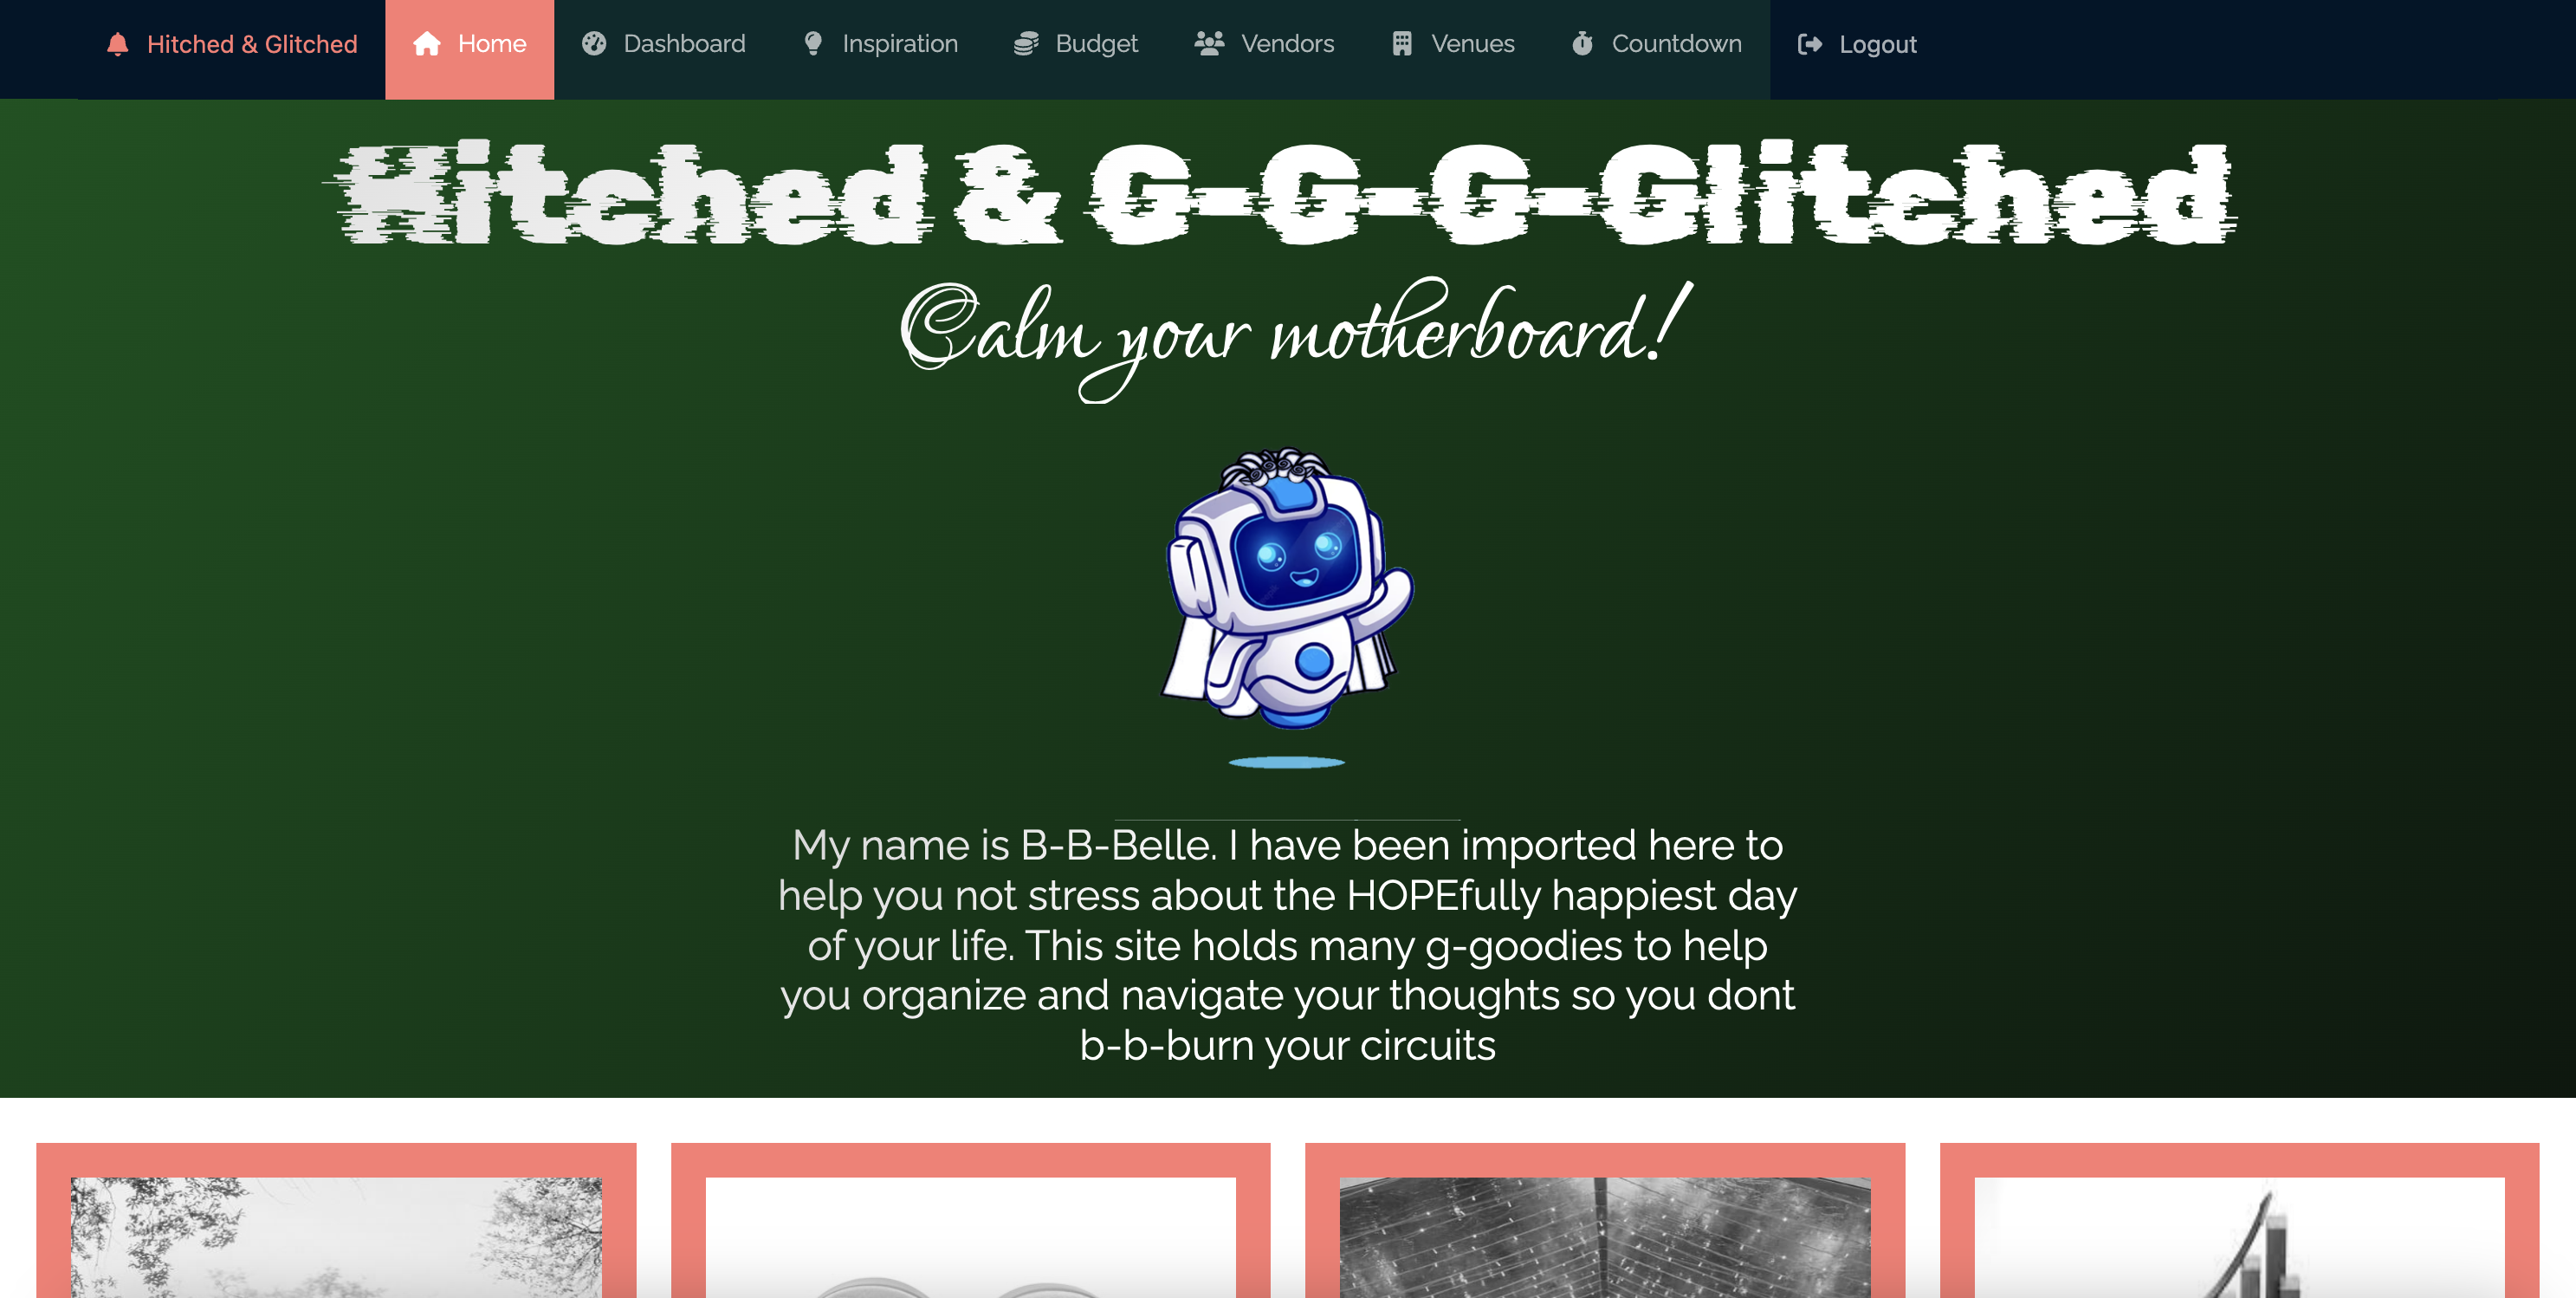 Hitched & Glitched
Home
Dashboard
Inspiration
Budget
Vendors
Venues
Countdown
Logout
Hitched & G-G-G-Glitched
Calm your motherboard!
My name is B-B-Belle. I have been imported here to
help you not stress about the HOPEfully happiest day
of your life. This site holds many g-goodies to help
you organize and navigate your thoughts so you dont
b-b-burn your circuits